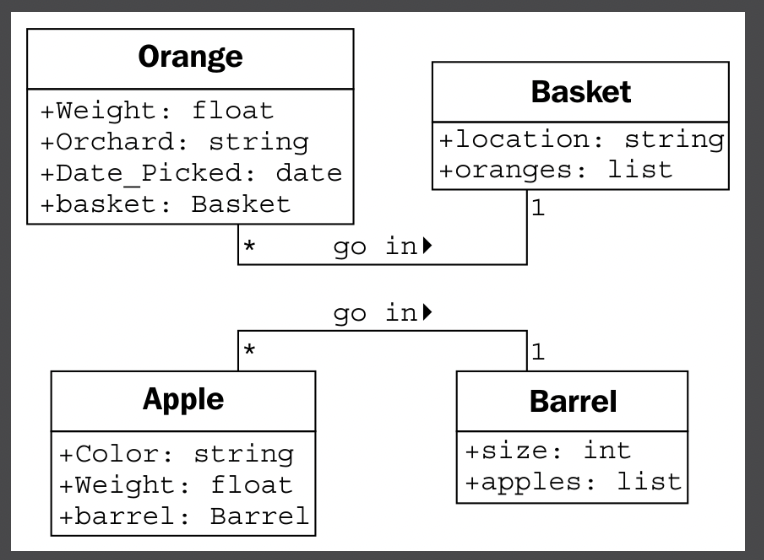 Orange
+Weight: float
+Orchard: string
+Date_Picked: date
+basket: Basket
Basket
+location: string
+oranges: list
1
* go in
go in
* 1
Apple
+Color: string
+Weight: float
+barrel: Barrel
Barrel
+size: int
+apples: list